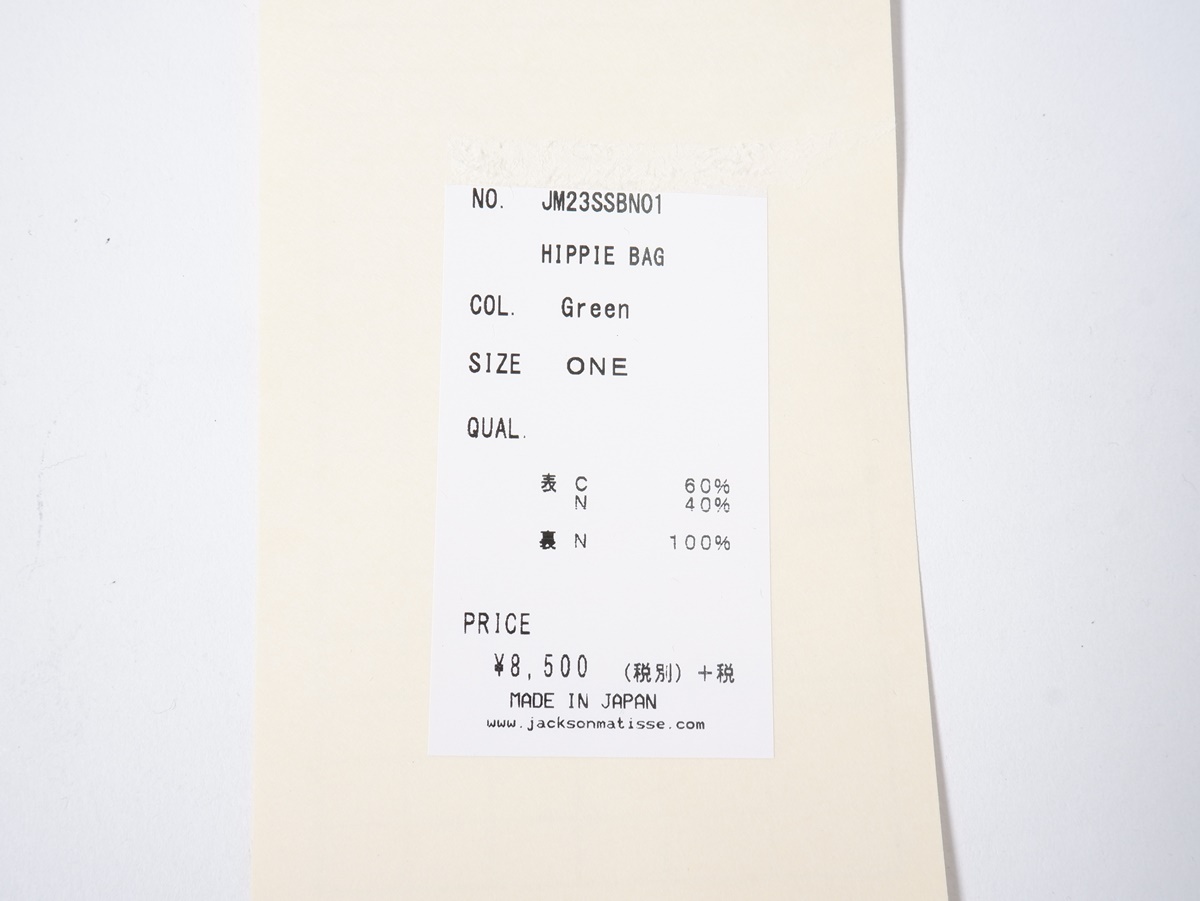 NO. JM23SSBN01
HIPPIE BAG
COL. Green
SIZE ONE
QUAL.
表 C 60%
N 40%
裏 N 100%
PRICE
¥8,500 (税別) +税
MADE IN JAPAN
www.jacksonmatisse.com